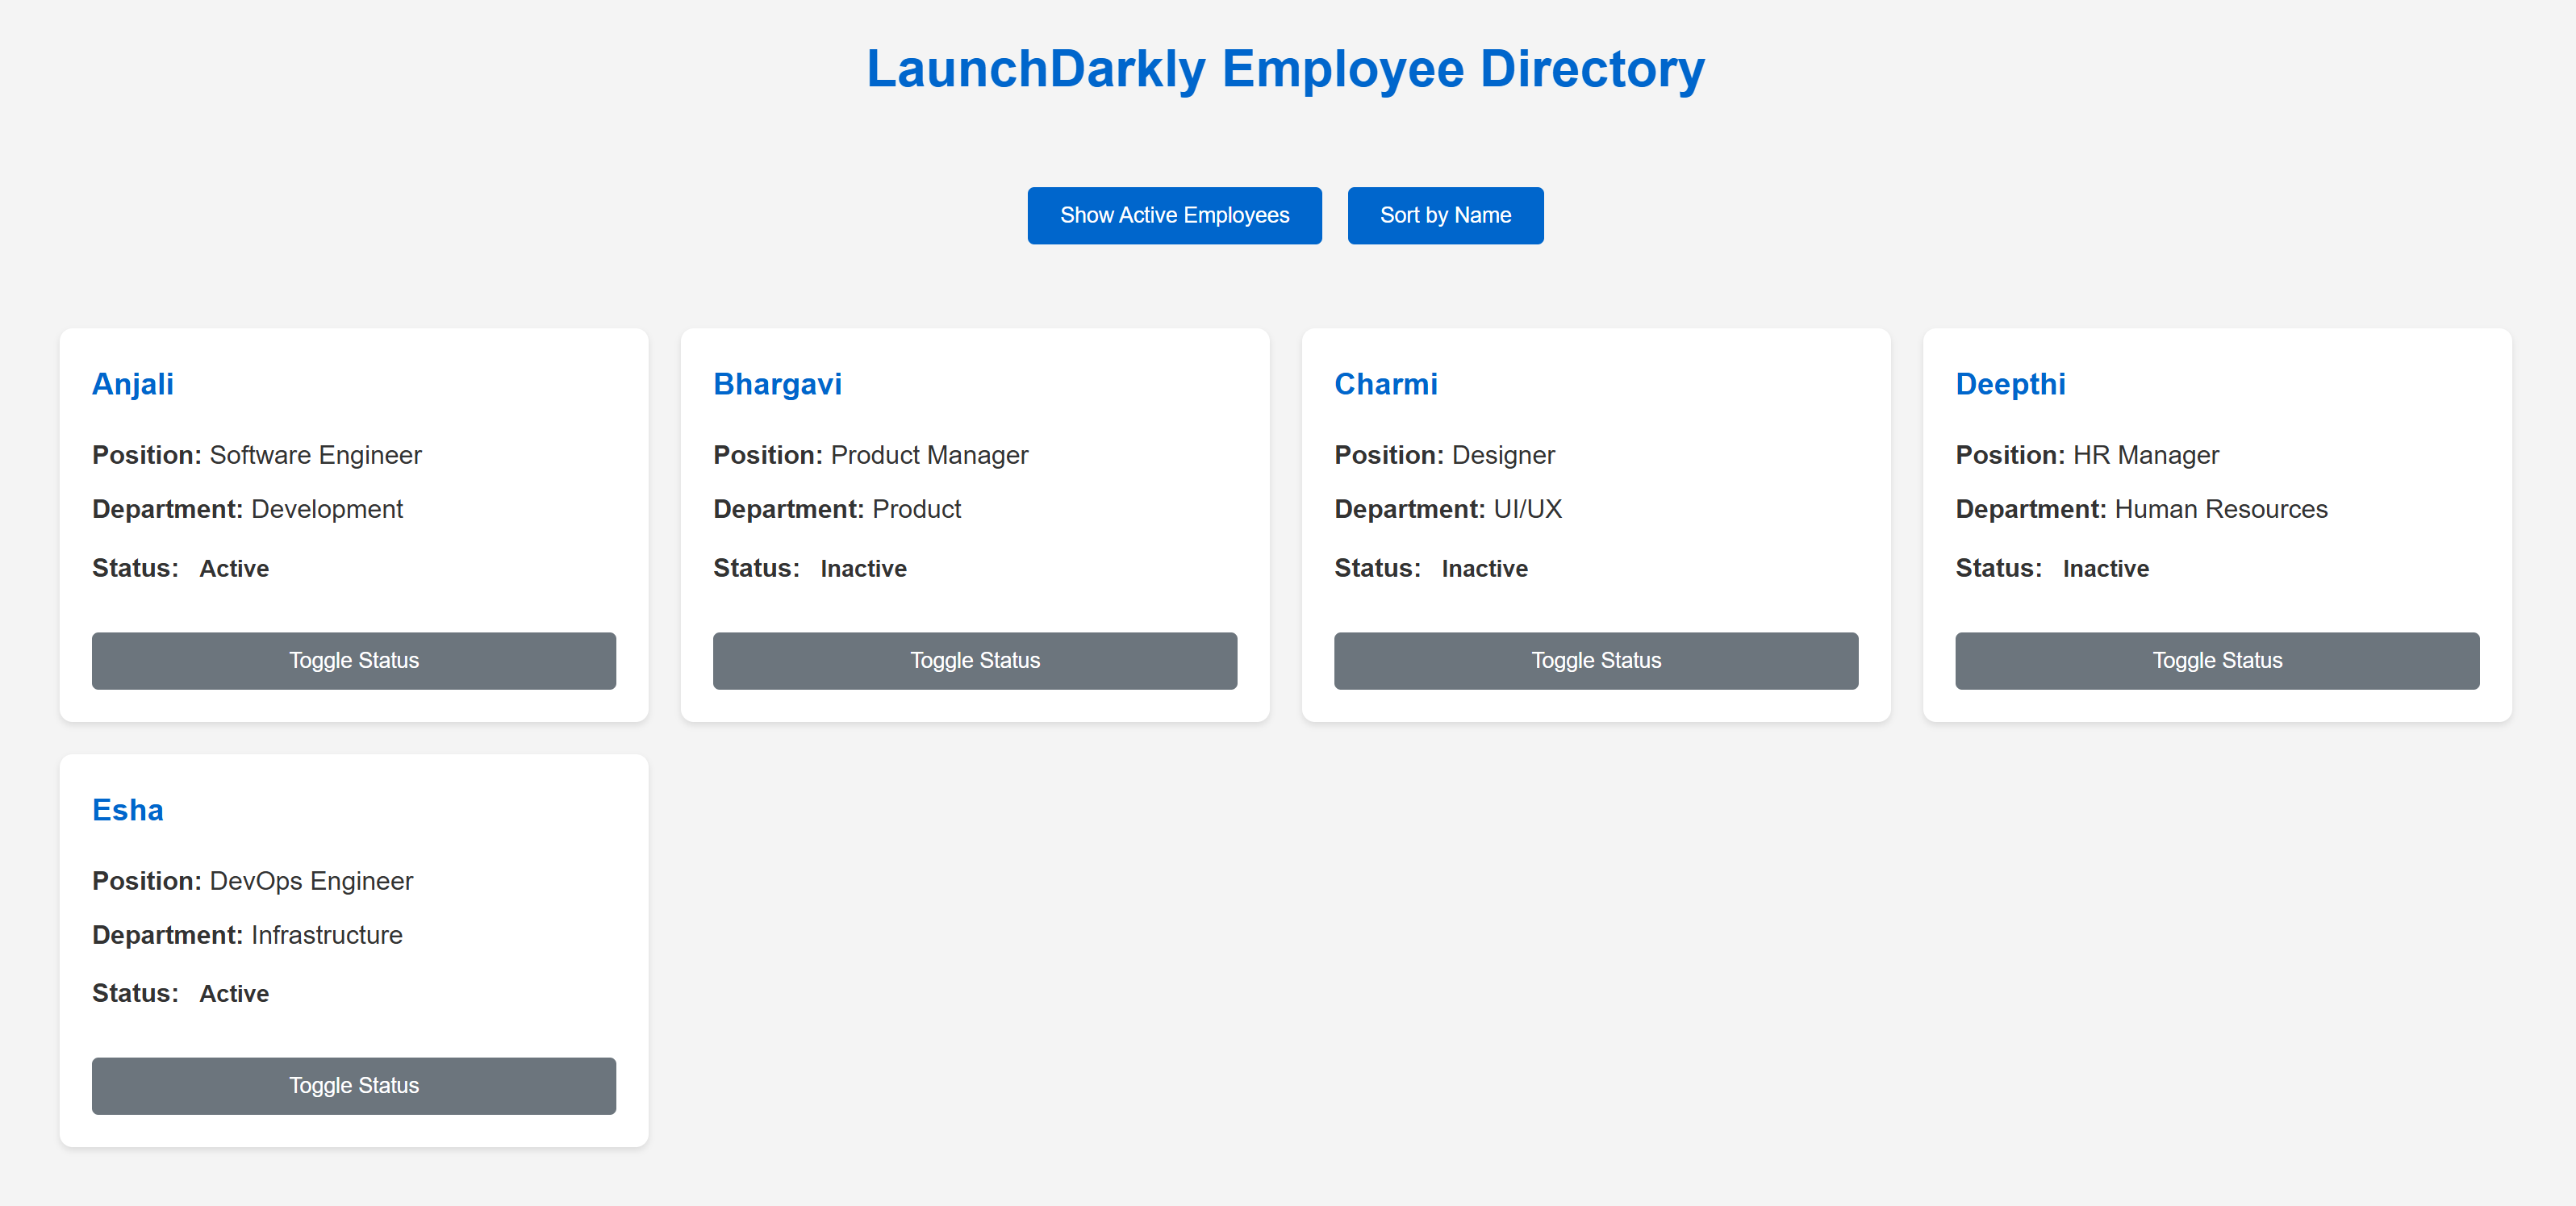 LaunchDarkly Employee Directory
Show Active Employees
Sort by Name
Anjali
Position: Software Engineer
Department: Development
Status: Active
Toggle Status
Bhargavi
Position: Product Manager
Department: Product
Status: Inactive
Toggle Status
Charmi
Position: Designer
Department: UI/UX
Status: Inactive
Toggle Status
Deepthi
Position: HR Manager
Department: Human Resources
Status: Inactive
Toggle Status
Esha
Position: DevOps Engineer
Department: Infrastructure
Status: Active
Toggle Status